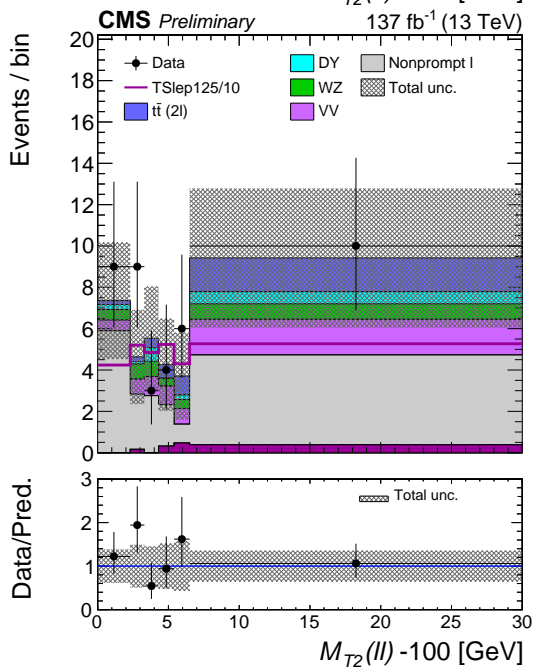 CMS Preliminary 137 fb⁻¹ (13 TeV)
Events / bin
20
18
16
14
12
10
8
6
4
2
0
Data
TSlep125/10
tt̄ (2l)
DY
WZ
VV
Nonprompt l
Total unc.
Data/Pred.
3
2
1
0
Total unc.
0 5 10 15 20 25 30
M_T2(ll) -100 [GeV]